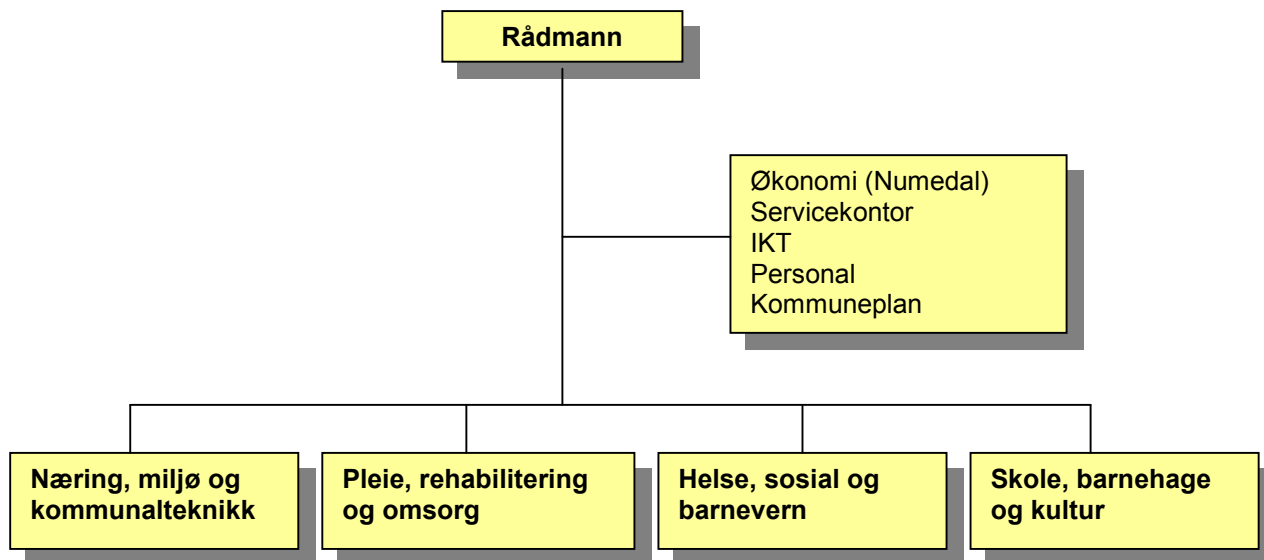 Rådmann
Økonomi (Numedal)
Servicekontor
IKT
Personal
Kommuneplan
Næring, miljø og
kommunalteknikk
Pleie, rehabilitering
og omsorg
Helse, sosial og
barnevern
Skole, barnehage
og kultur